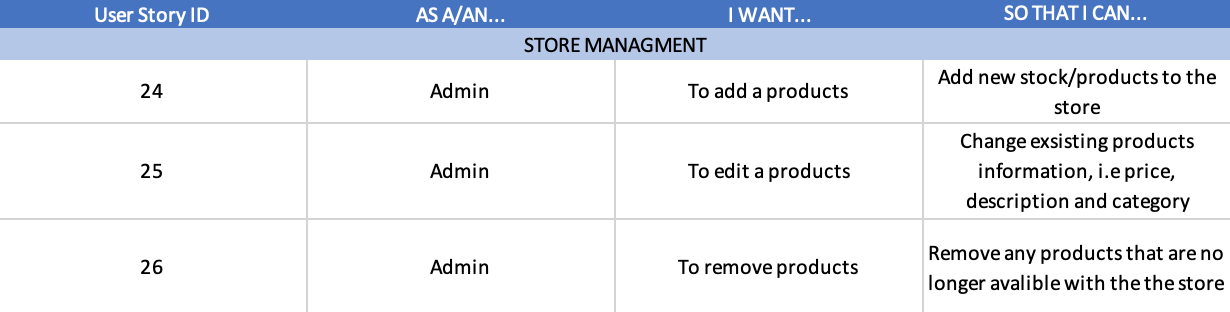 User Story ID AS A/AN... I WANT... SO THAT I CAN...
STORE MANAGMENT
24 Admin To add a products Add new stock/products to the
store
25 Admin To edit a products Change exsisting products
information, i.e price,
description and category
26 Admin To remove products Remove any products that are no
longer avalible with the the store